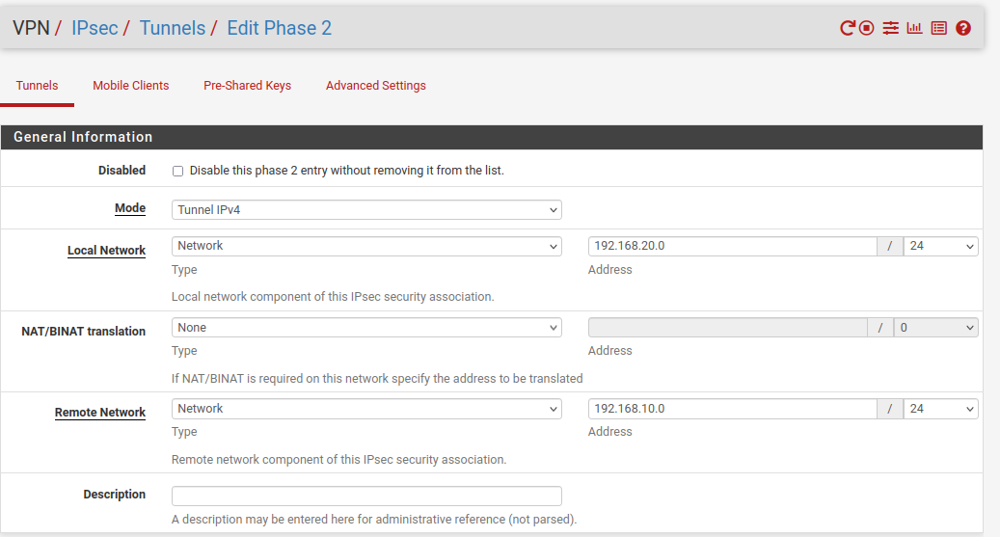 VPN / IPsec / Tunnels / Edit Phase 2
Tunnels Mobile Clients Pre-Shared Keys Advanced Settings
General Information
Disabled Disable this phase 2 entry without removing it from the list.
Mode Tunnel IPv4
Local Network Network 192.168.20.0 / 24
Type Address
Local network component of this IPsec security association.
NAT/BINAT translation None / 0
Type Address
If NAT/BINAT is required on this network specify the address to be translated
Remote Network Network 192.168.10.0 / 24
Type Address
Remote network component of this IPsec security association.
Description
A description may be entered here for administrative reference (not parsed).